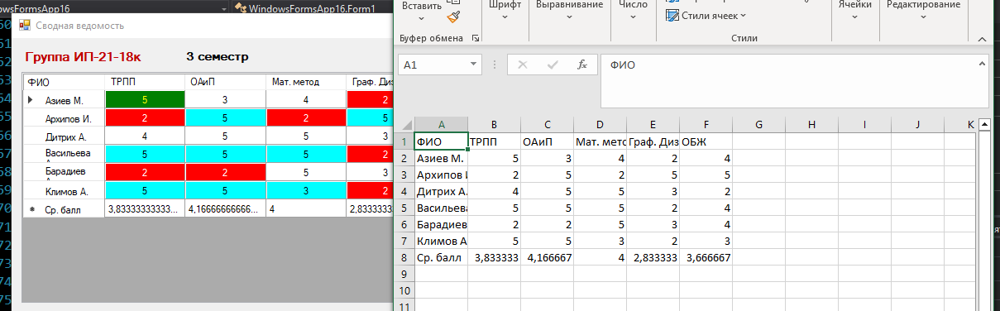 owsFormsApp16
WindowsFormsApp16.Form1
Сводная ведомость
Группа ИП-21-18к
3 семестр
ФИО ТРПП ОАиП Мат. метод Граф. Ди
Азиев М. 5 3 4 2
Архипов И. 2 5 2 5
Дитрих А. 4 5 5 3
Васильева 5 5 5 2
Барадиев 2 2 5 3
Климов А. 5 5 3 2
Ср. балл 3,83333333333... 4,16666666666... 4 2,8333333
Вставить
Шрифт
Выравнивание
Стили ячеек
Ячейки
Редактирование
Буфер обмена
Стили
A1
fx
ФИО
A B C D E F G H I J K
1 ФИО ТРПП ОАиП Мат. мето Граф. Диз ОБЖ
2 Азиев М. 5 3 4 2 4
3 Архипов И 2 5 2 5 5
4 Дитрих А. 4 5 5 3 2
5 Васильева 5 5 5 2 4
6 Барадиев 2 2 5 3 4
7 Климов А 5 5 3 2 3
8 Ср. балл 3,833333 4,166667 4 2,833333 3,666667
9
10
11